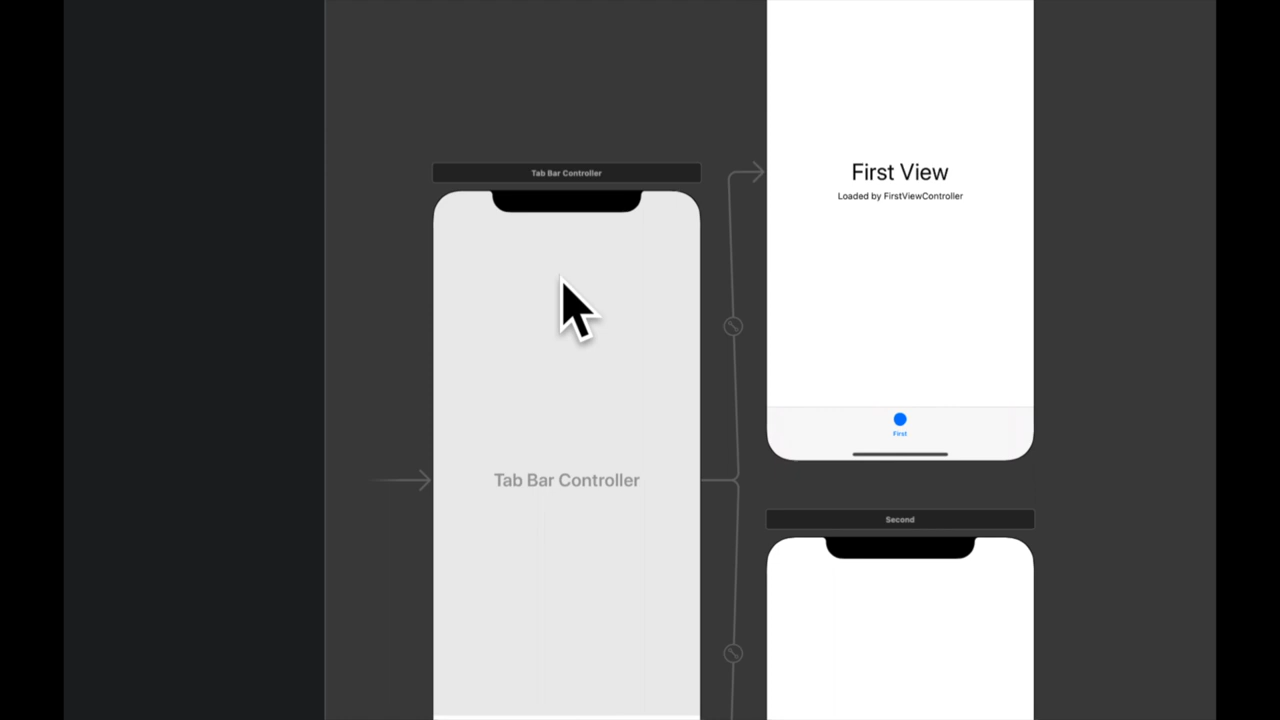 Tab Bar Controller
First View
Loaded by FirstViewController
First
Tab Bar Controller
Second